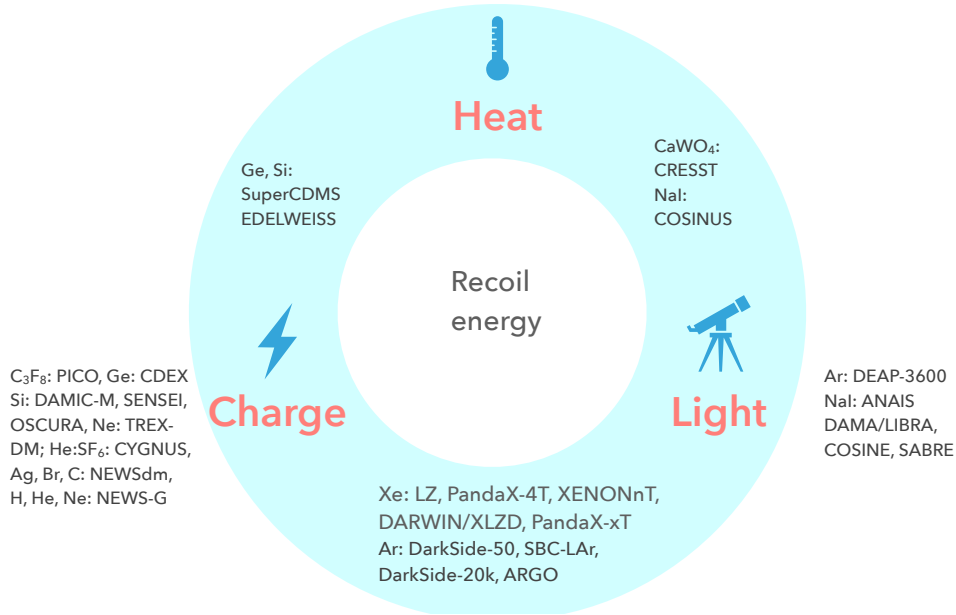 Heat
Ge, Si:
SuperCDMS
EDELWEISS
CaWO₄:
CRESST
NaI:
COSINUS
Recoil
energy
C₃F₈: PICO, Ge: CDEX
Si: DAMIC-M, SENSEI,
OSCURA, Ne: TREX-
DM; He:SF₆: CYGNUS,
Ag, Br, C: NEWSdm,
H, He, Ne: NEWS-G
Charge
Light
Ar: DEAP-3600
NaI: ANAIS
DAMA/LIBRA,
COSINE, SABRE
Xe: LZ, PandaX-4T, XENONnT,
DARWIN/XLZD, PandaX-xT
Ar: DarkSide-50, SBC-LAr,
DarkSide-20k, ARGO